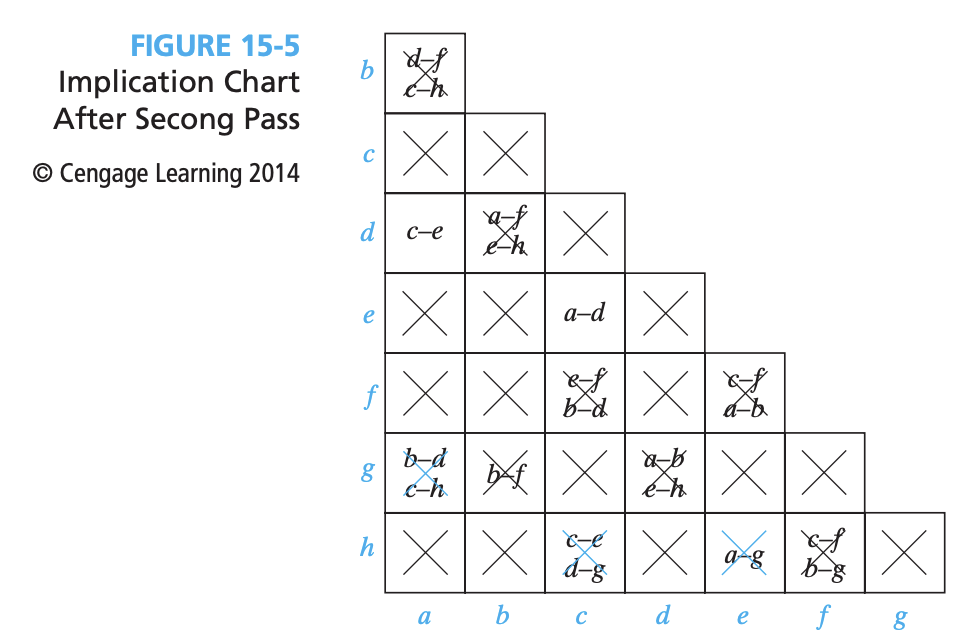 FIGURE 15-5
Implication Chart
After Secong Pass
© Cengage Learning 2014
b
d–f
c–h
c
d
c–e
a–f
e–h
e
a–d
f
e–f
b–d
c–f
a–b
g
b–d
c–h
b–f
a–b
e–h
h
c–e
d–g
a–g
c–f
b–g
a b c d e f g